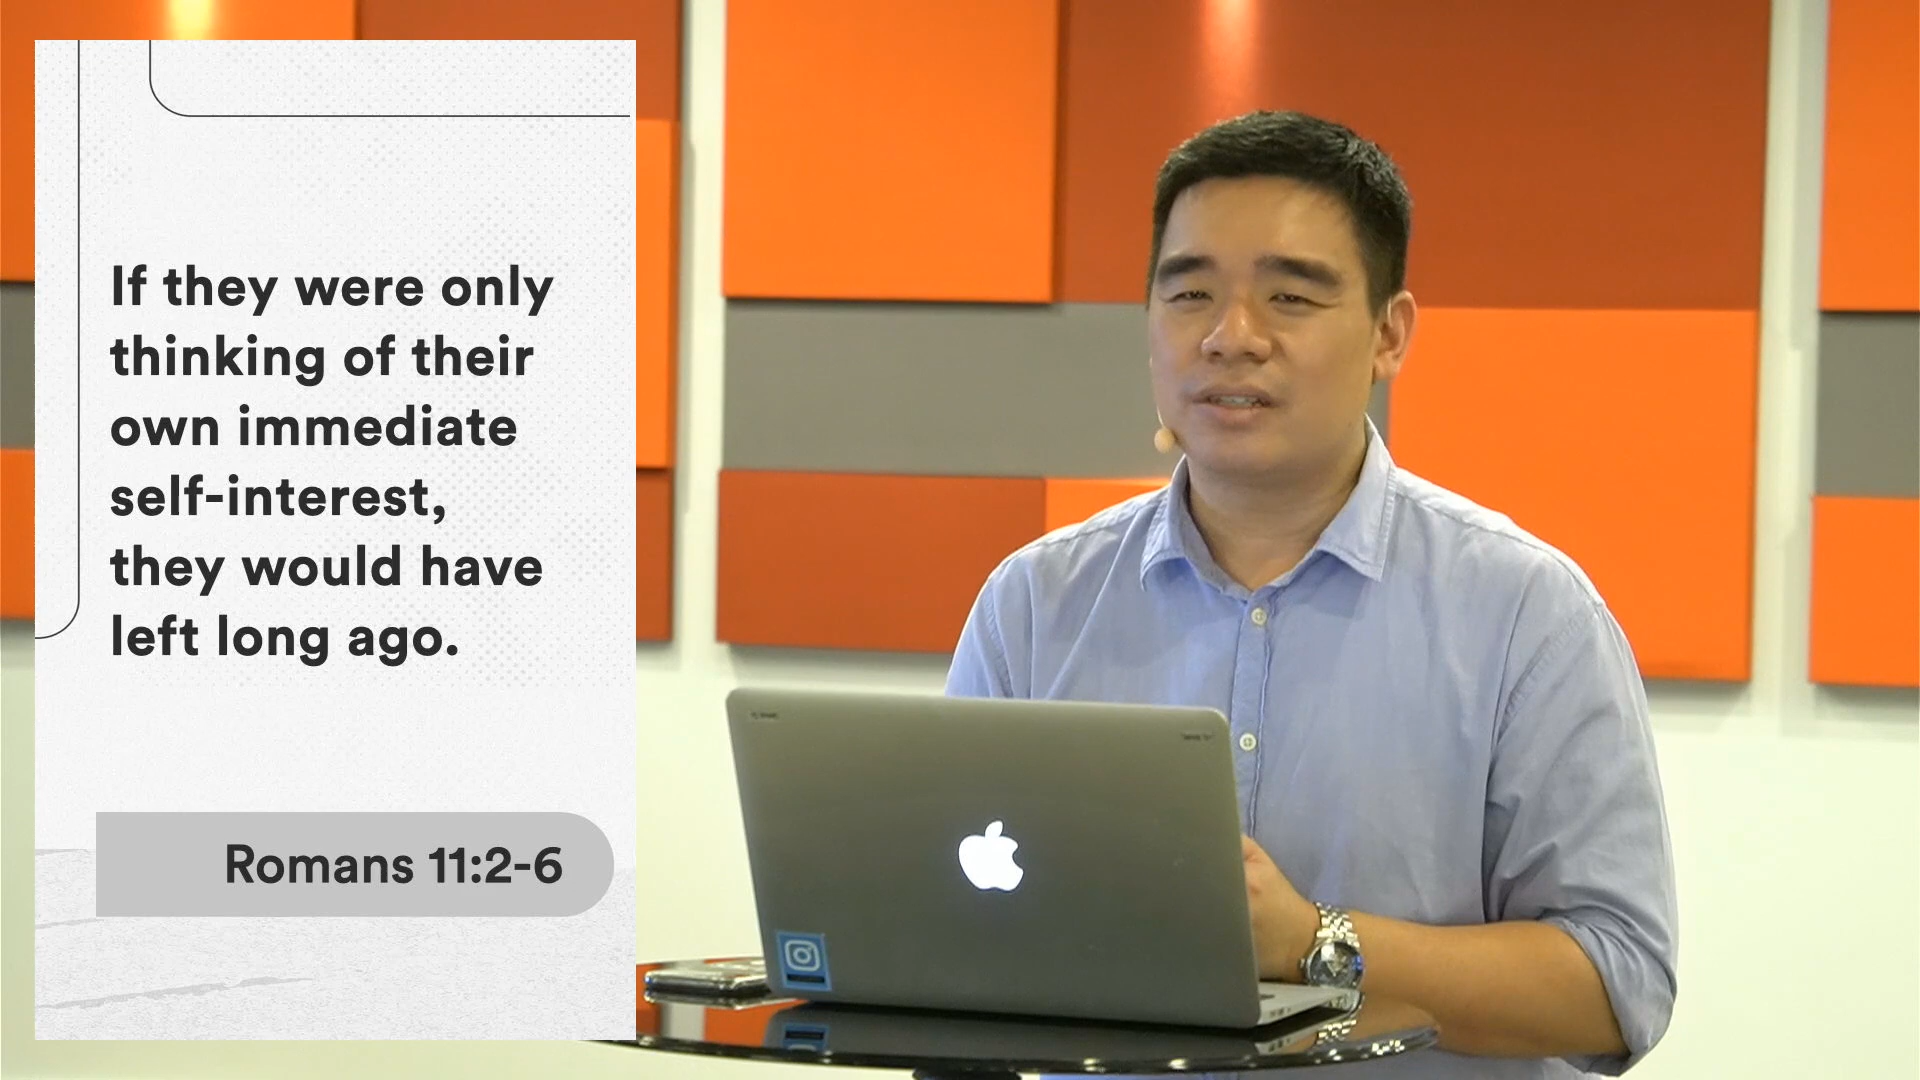 If they were only
thinking of their
own immediate
self-interest,
they would have
left long ago.
Romans 11:2-6